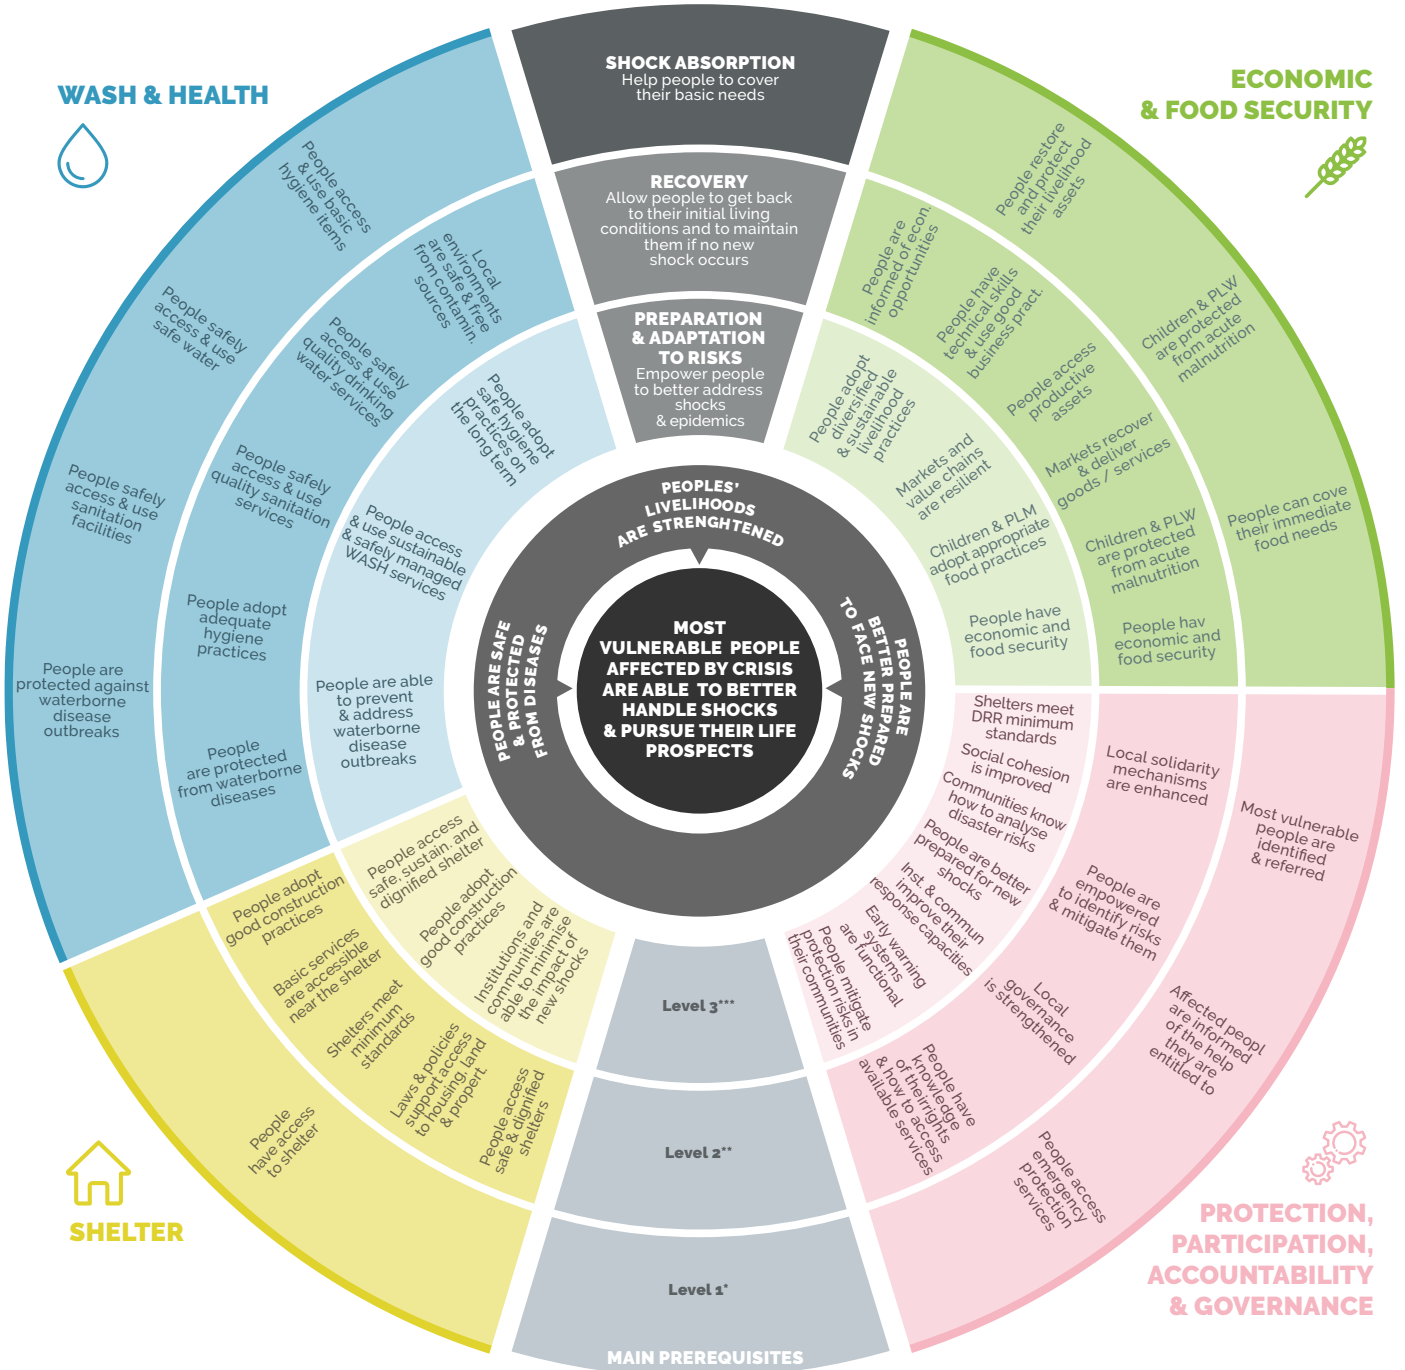 WASH & HEALTH
SHOCK ABSORPTION
Help people to cover
their basic needs
RECOVERY
Allow people to get back
to their initial living
conditions and to maintain
them if no new
shock occurs
PREPARATION
& ADAPTATION
TO RISKS
Empower people
to better address
shocks
& epidemics
ECONOMIC
& FOOD SECURITY
People access
& use basic
hygiene items
People safely
access & use
safe water
People safely
access & use
sanitation
facilities
People are
protected against
waterborne
disease
outbreaks
Local
environments
are safe & free
from contamin.
sources
People safely
access & use
quality drinking
water services
People safely
access & use
quality sanitation
services
People adopt
adequate
hygiene
practices
People
are protected
from waterborne
diseases
People adopt
safe hygiene
practices on
the long term
People access
& use sustainable
& safely managed
WASH services
People are able
to prevent
& address
waterborne
disease
outbreaks
People restore
and protect
their livelihood
assets
Children & PLW
are protected
from acute
malnutrition
People can cove
their immediate
food needs
People are
informed of econ.
opportunities
People have
technical skills
& use good
business pract.
People access
productive
assets
Markets recover
& deliver
goods / services
Children & PLW
are protected
from acute
malnutrition
People hav
economic and
food security
People adopt
diversified
& sustainable
livelihood
practices
Markets and
value chains
are resilient
Children & PLM
adopt appropriate
food practices
People have
economic and
food security
PEOPLES'
LIVELIHOODS
ARE STRENGHTENED
PEOPLE ARE SAFE
& PROTECTED
FROM DISEASES
PEOPLE ARE
BETTER PREPARED
TO FACE NEW SHOCKS
MOST
VULNERABLE PEOPLE
AFFECTED BY CRISIS
ARE ABLE TO BETTER
HANDLE SHOCKS
& PURSUE THEIR LIFE
PROSPECTS
Shelters meet
DRR minimum
standards
Social cohesion
is improved
Communities know
how to analyse
disaster risks
People are better
prepared for new
shocks
Inst. & commun
improve their
response capacities
Early warning
systems
are functional
People mitigate
protection risks in
their communities
Local solidarity
mechanisms
are enhanced
People are
empowered
to identify risks
& mitigate them
Local
governance
is strengthened
People have
knowledge
of theirrights
& how to access
available services
Most vulnerable
people are
identified
& referred
Affected peopl
are informed
of the help
they are
entitled to
People access
emergency
protection
services
People access
safe, sustain. and
dignified shelter
People adopt
good construction
practices
Institutions and
communities are
able to minimise
the impact of
new shocks
People adopt
good construction
practices
Basic services
are accessible
near the shelter
Shelters meet
minimum
standards
Laws & policies
support access
to housing, land
& propert.
People access
safe & dignified
shelters
People
have access
to shelter
SHELTER
Level 3***
Level 2**
Level 1*
MAIN PREREQUISITES
PROTECTION,
PARTICIPATION,
ACCOUNTABILITY
& GOVERNANCE